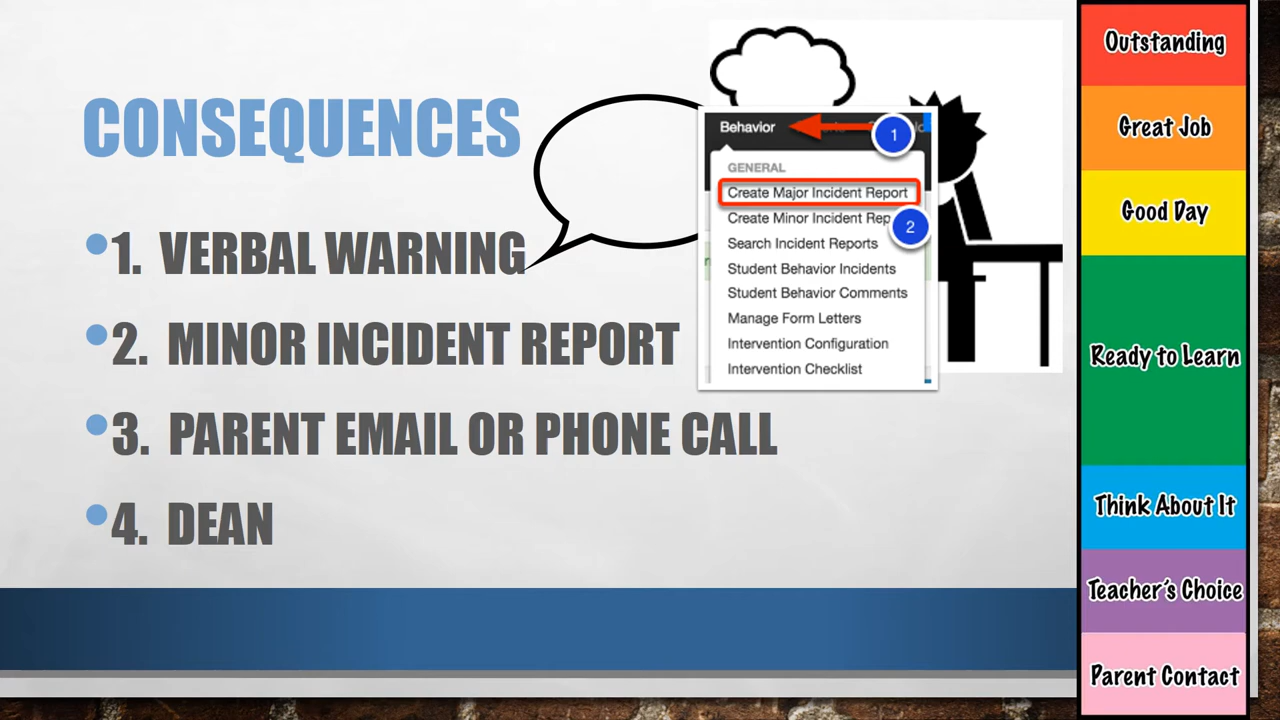 CONSEQUENCES
1. VERBAL WARNING
2. MINOR INCIDENT REPORT
3. PARENT EMAIL OR PHONE CALL
4. DEAN
Behavior
1
GENERAL
Create Major Incident Report
Create Minor Incident
2
Search Incident Reports
Student Behavior Incidents
Student Behavior Comments
Manage Form Letters
Intervention Configuration
Intervention Checklist
Outstanding
Great Job
Good Day
Ready to Learn
Think About It
Teacher's Choice
Parent Contact